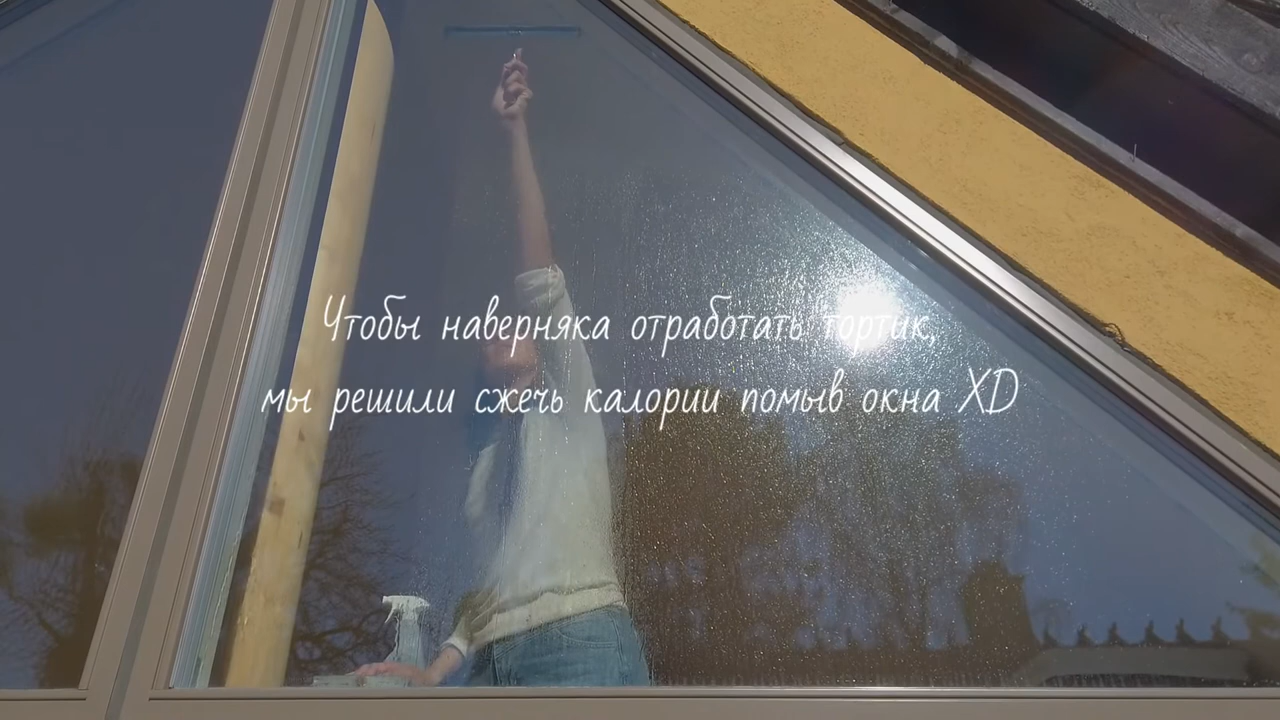 Чтобы наверняка отработать тортик,
мы решили сжечь калории помыв окна XD